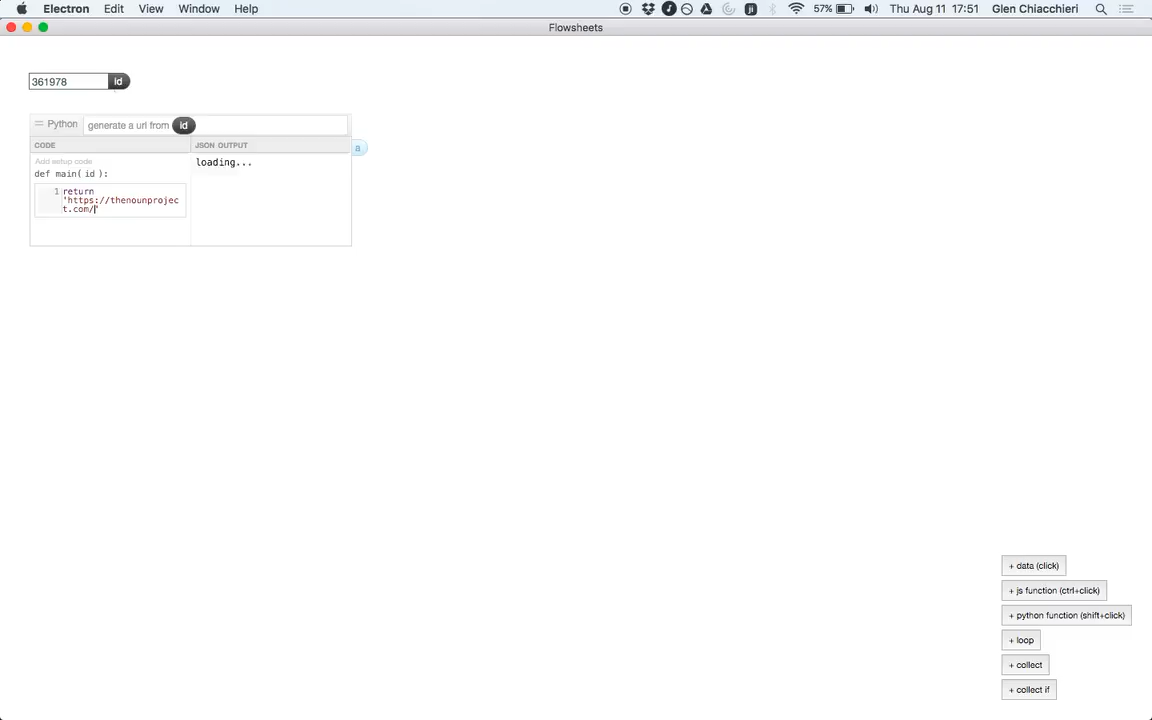 Electron Edit View Window Help 57% Thu Aug 11 17:51 Glen Chiacchieri
Flowsheets
361978 id
Python generate a url from id
CODE JSON OUTPUT
a
Add setup code loading...
def main( id ):
1 return
'https://thenounprojec
t.com/'
+ data (click)
+ js function (ctrl+click)
+ python function (shift+click)
+ loop
+ collect
+ collect if